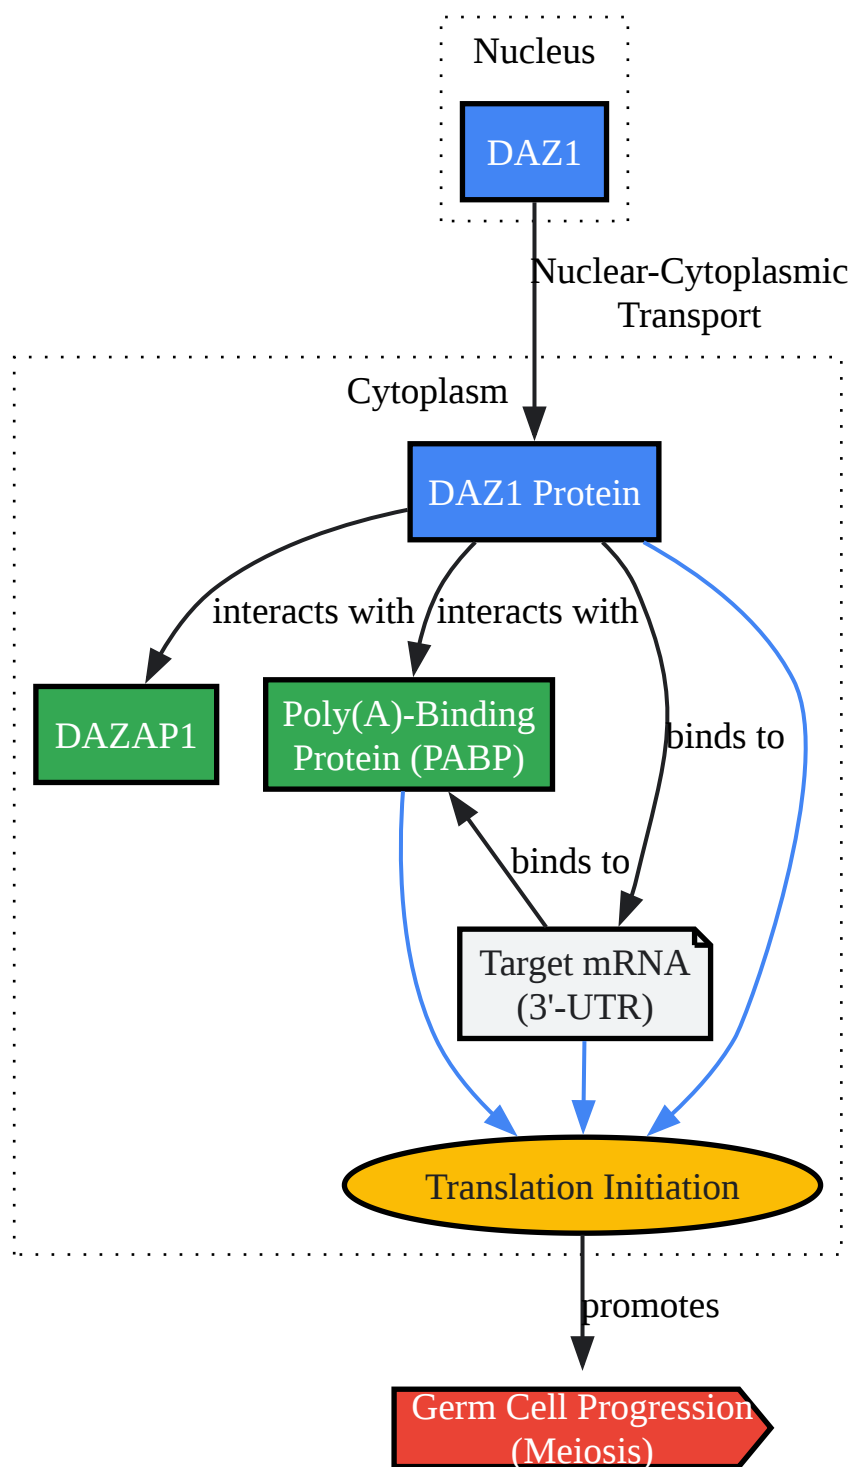 Nucleus
DAZ1
Nuclear-Cytoplasmic
Transport
Cytoplasm
DAZ1 Protein
interacts with
interacts with
DAZAP1
Poly(A)-Binding
Protein (PABP)
binds to
binds to
Target mRNA
(3'-UTR)
Translation Initiation
promotes
Germ Cell Progression
(Meiosis)